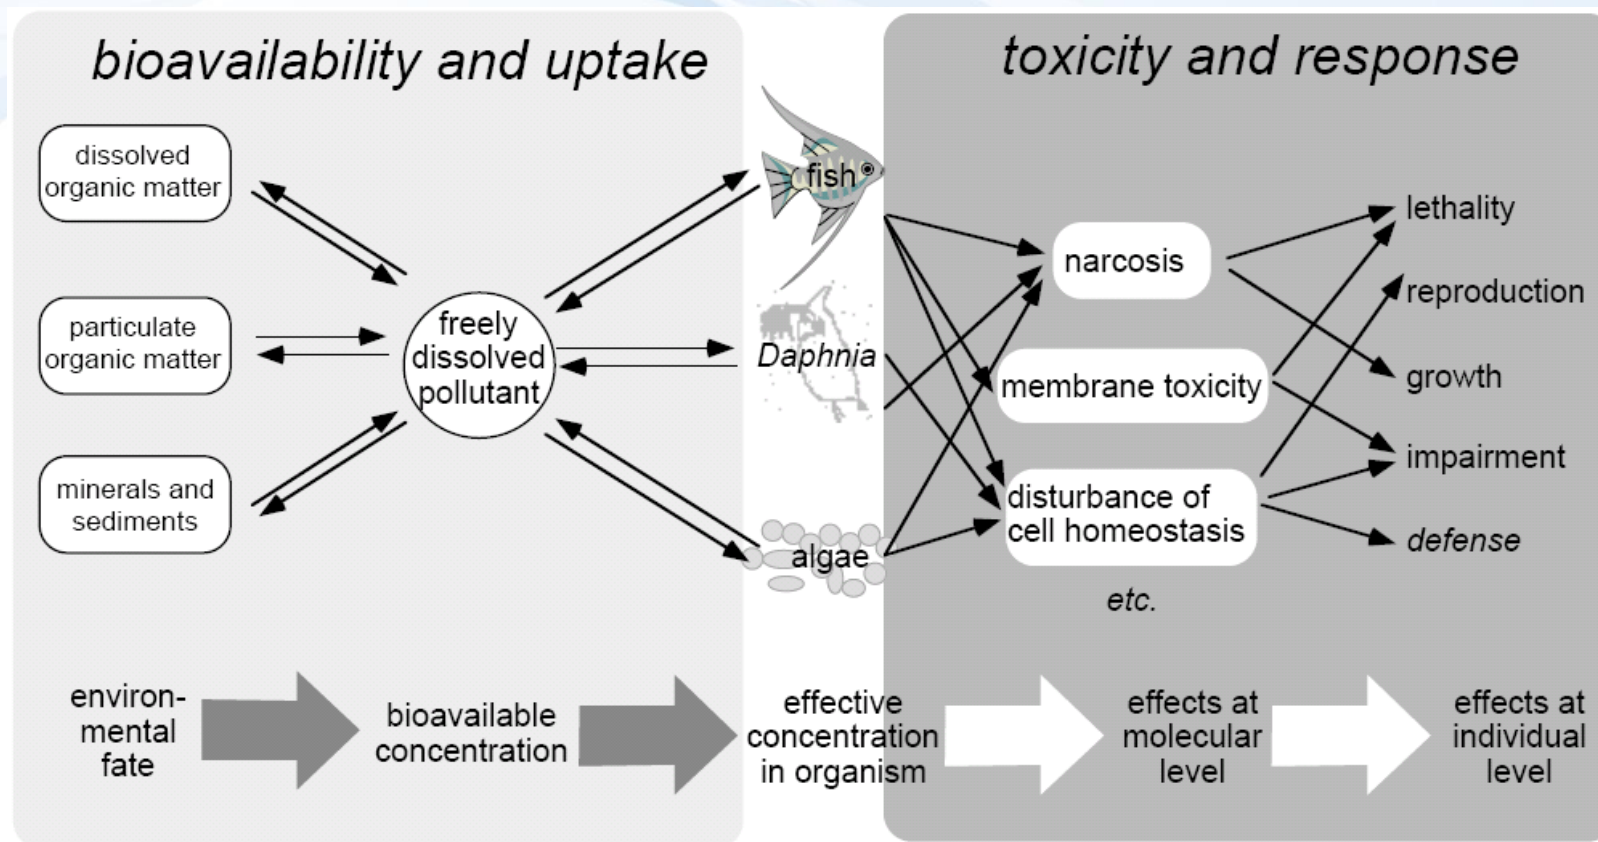 bioavailability and uptake
toxicity and response
dissolved
organic matter
particulate
organic matter
minerals and
sediments
freely
dissolved
pollutant
fish
Daphnia
algae
narcosis
membrane toxicity
disturbance of
cell homeostasis
etc.
lethality
reproduction
growth
impairment
defense
environ-
mental
fate
bioavailable
concentration
effective
concentration
in organism
effects at
molecular
level
effects at
individual
level